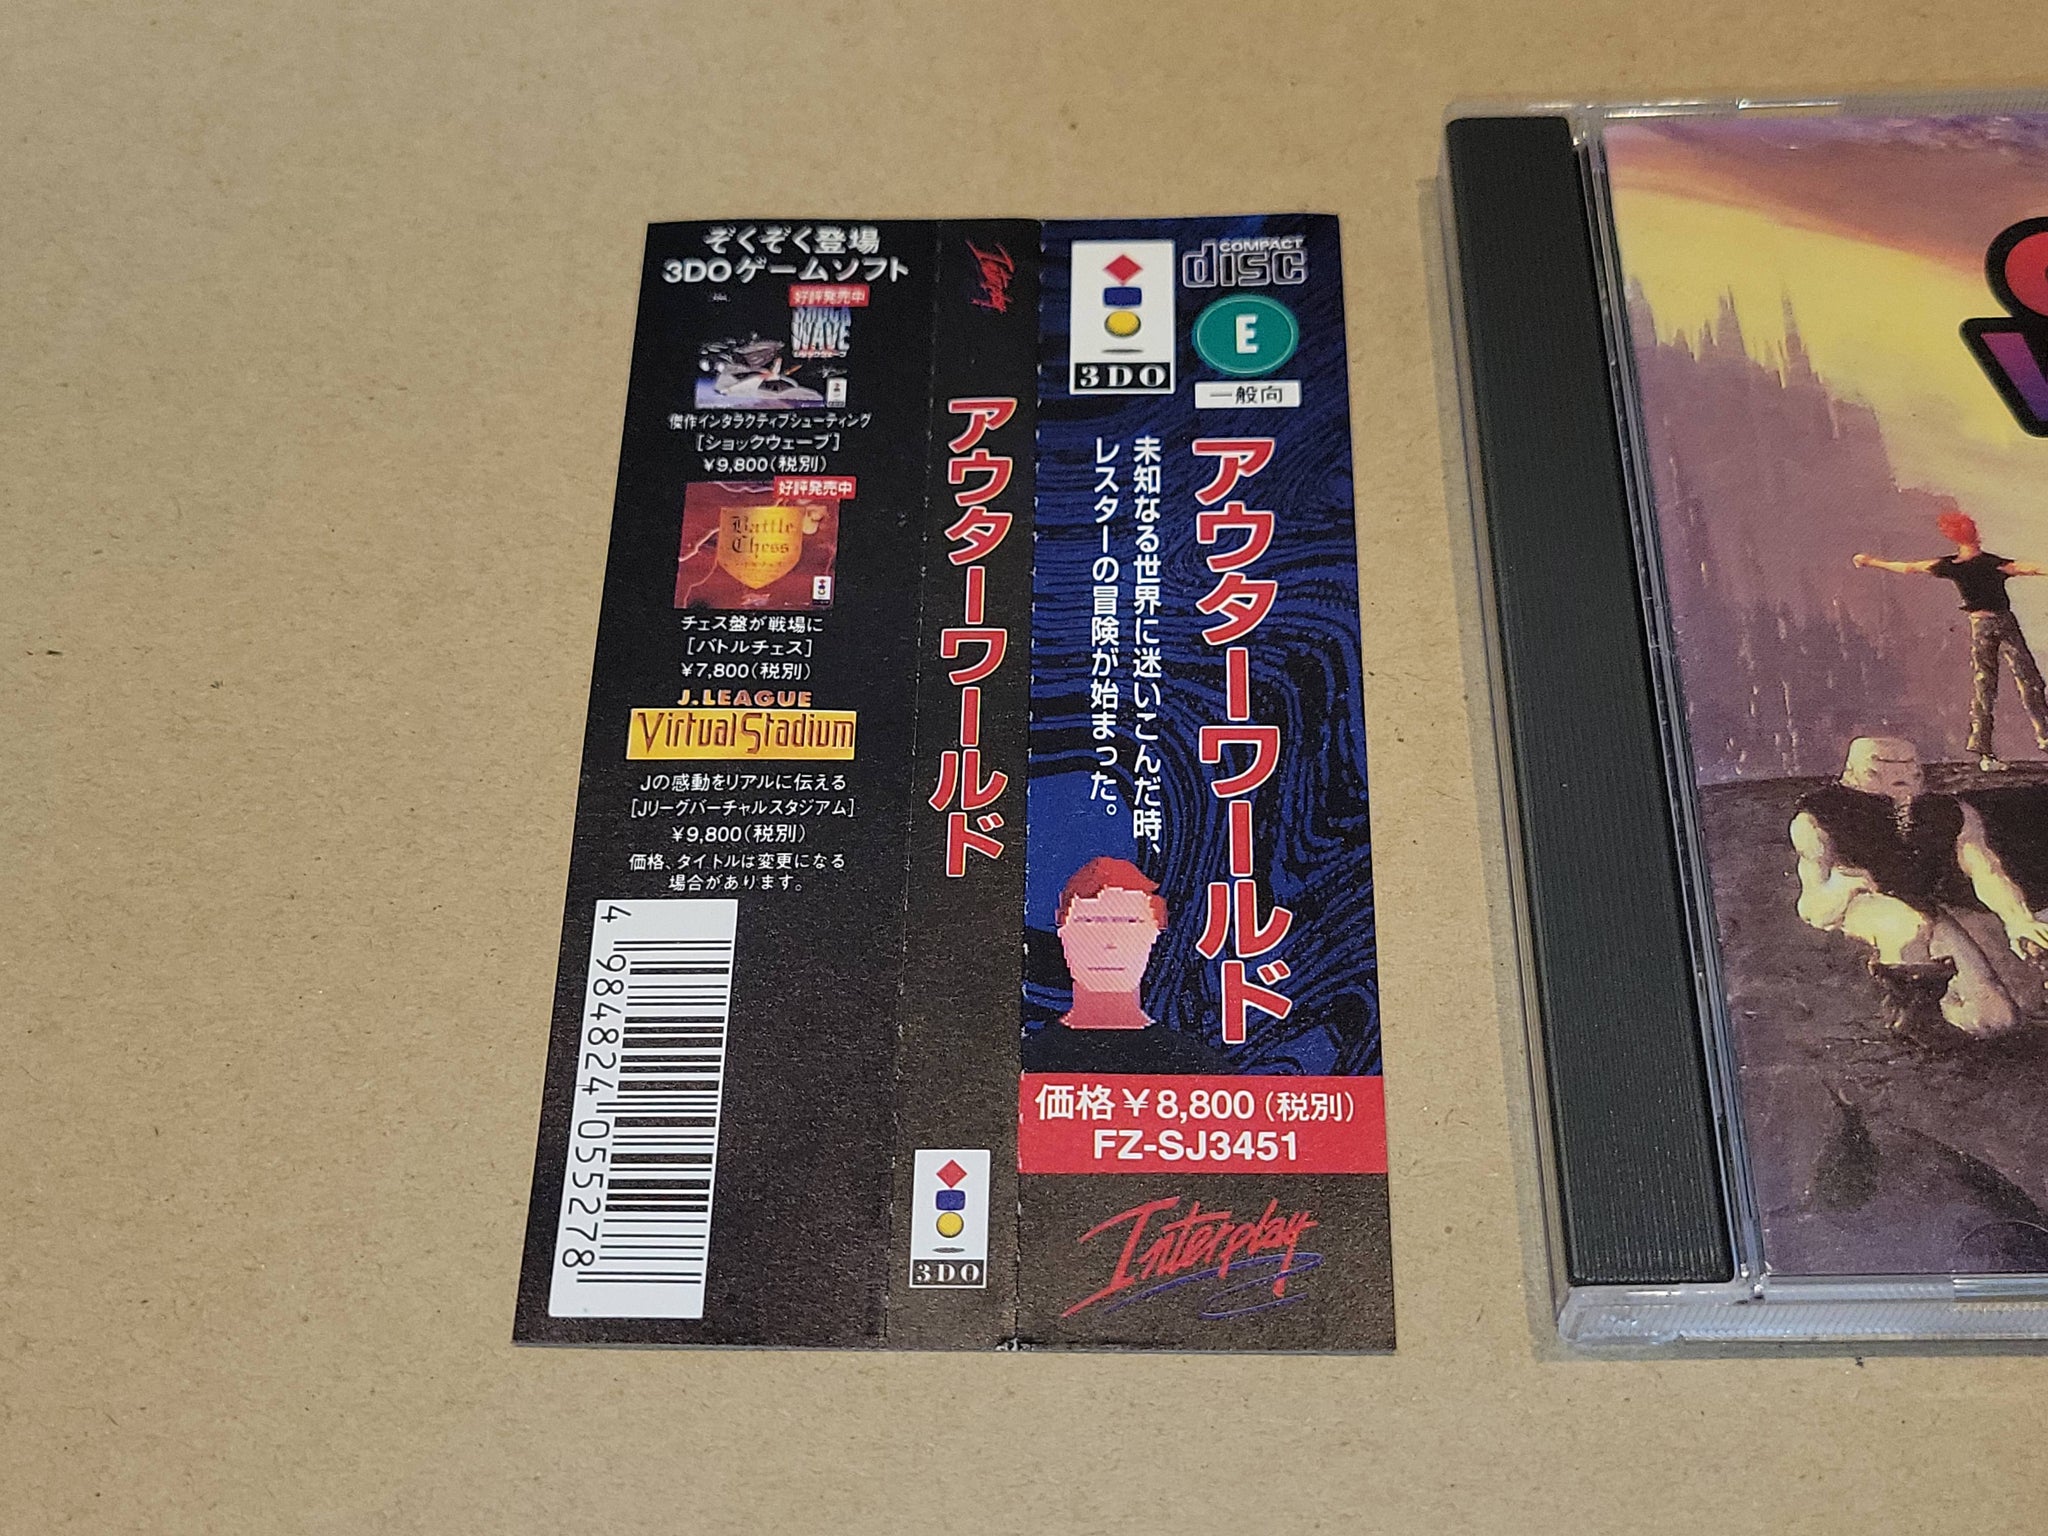 ぞくぞく登場
3DOゲームソフト
好評発売中
WAVE
傑作インタラクティブシューティング
[ショックウェーブ]
￥9,800(税別)
好評発売中
Battle
Chess
チェス盤が戦場に
[バトルチェス]
￥7,800(税別)
J.LEAGUE
Virtual Stadium
Jの感動をリアルに伝える
[Jリーグバーチャルスタジアム]
￥9,800(税別)
価格、タイトルは変更になる
場合があります。
4 984824 055278
Interplay
アウターワールド
3DO
3DO
COMPACT
disc
E
一般向
アウターワールド
未知なる世界に迷いこんだ時、
レスターの冒険が始まった。
価格￥8,800(税別)
FZ-SJ3451
Interplay